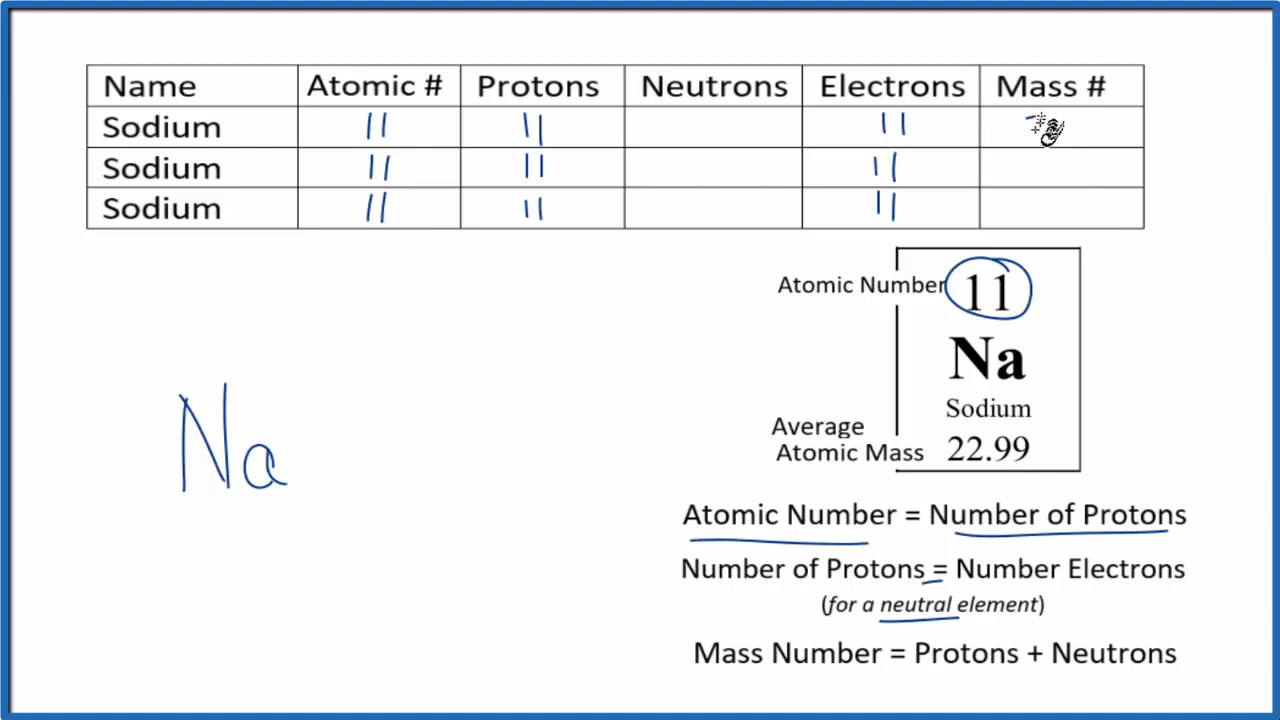 Name Atomic # Protons Neutrons Electrons Mass #
Sodium 11 11 11
Sodium 11 11 11
Sodium 11 11 11
Atomic Number 11
Na
Sodium
Average
Atomic Mass 22.99
Na
Atomic Number = Number of Protons
Number of Protons = Number Electrons
(for a neutral element)
Mass Number = Protons + Neutrons